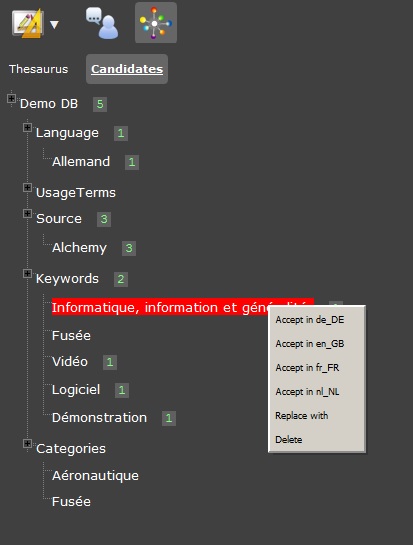 Thesaurus Candidates
Demo DB 5
Language 1
Allemand 1
UsageTerms
Source 3
Alchemy 3
Keywords 2
Informatique, information et
Accept in de_DE
Accept in en_GB
Accept in fr_FR
Accept in nl_NL
Replace with
Delete
Fusée
Vidéo 1
Logiciel 1
Démonstration 1
Categories
Aéronautique
Fusée